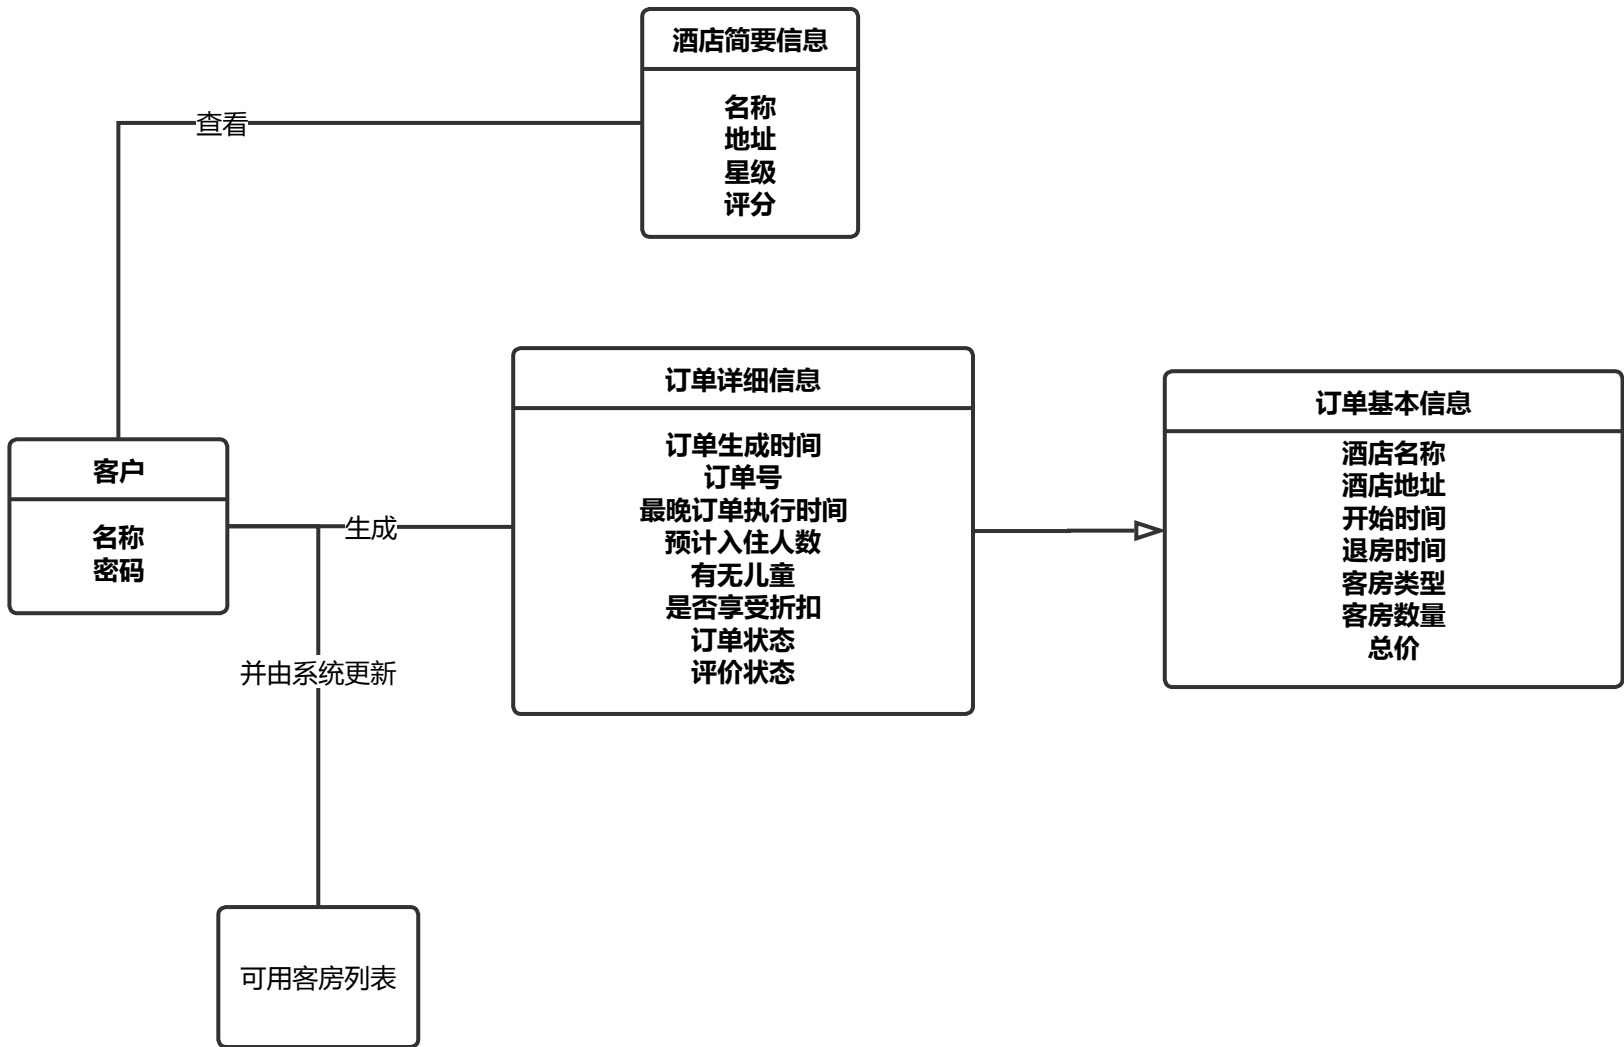 酒店简要信息
名称
地址
星级
评分
查看
客户
名称
密码
生成
并由系统更新
订单详细信息
订单生成时间
订单号
最晚订单执行时间
预计入住人数
有无儿童
是否享受折扣
订单状态
评价状态
订单基本信息
酒店名称
酒店地址
开始时间
退房时间
客房类型
客房数量
总价
可用客房列表